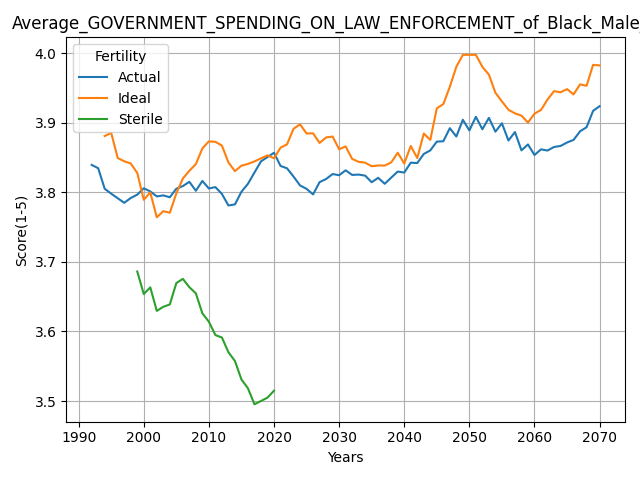 Average_GOVERNMENT_SPENDING_ON_LAW_ENFORCEMENT_of_Black_Male_
Fertility
Actual
Ideal
Sterile
Score(1-5)
4.0
3.9
3.8
3.7
3.6
3.5
1990 2000 2010 2020 2030 2040 2050 2060 2070
Years